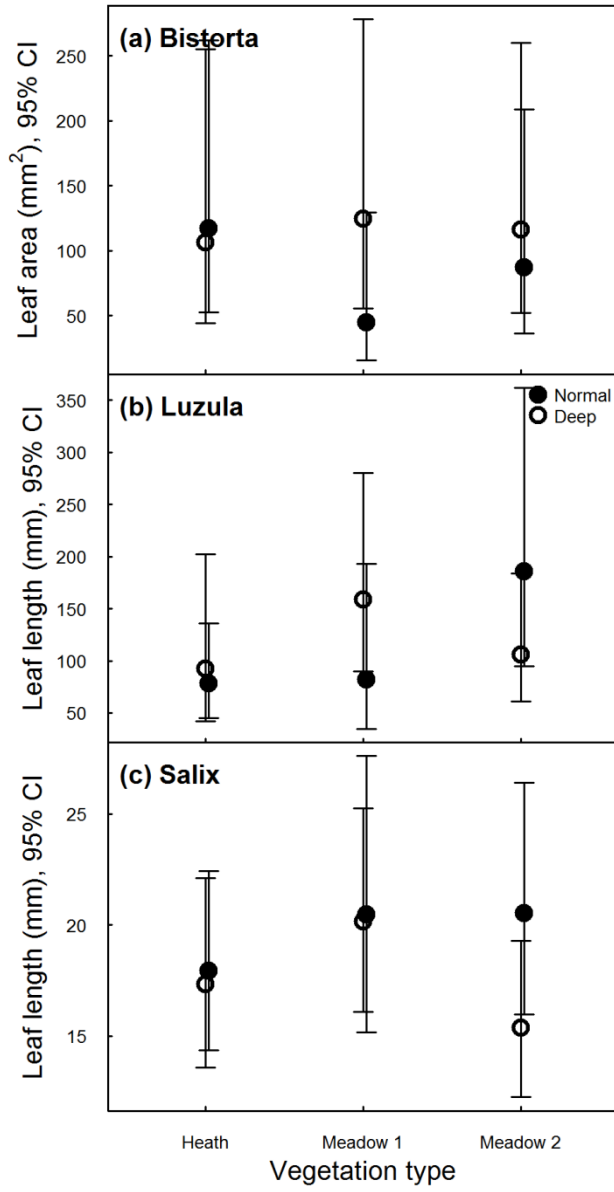 (a) Bistorta
Leaf area (mm²), 95% CI
250
200
150
100
50
(b) Luzula
Normal
Deep
Leaf length (mm), 95% CI
350
300
250
200
150
100
50
(c) Salix
Leaf length (mm), 95% CI
25
20
15
Heath Meadow 1 Meadow 2
Vegetation type